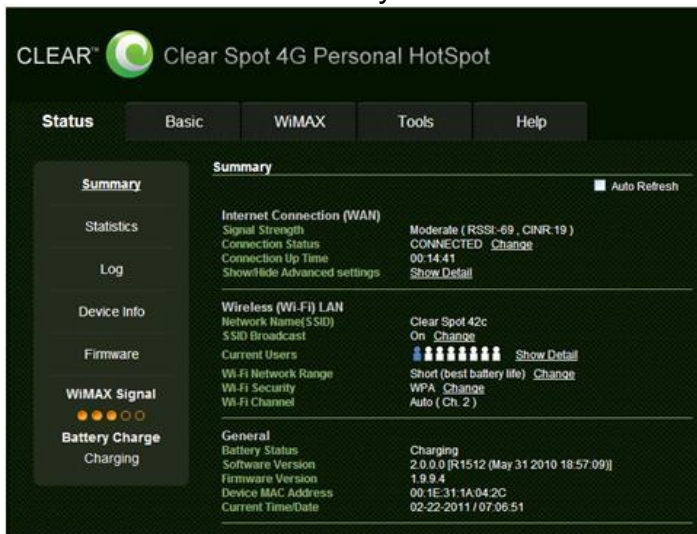 CLEAR™ Clear Spot 4G Personal HotSpot
Status Basic WiMAX Tools Help
Summary
Statistics
Log
Device Info
Firmware
WiMAX Signal
Battery Charge
Charging
Summary
Auto Refresh
Internet Connection (WAN)
Signal Strength Moderate ( RSSI:-69 , CINR:19 )
Connection Status CONNECTED Change
Connection Up Time 00:14:41
Show/Hide Advanced settings Show Detail
Wireless (Wi-Fi) LAN
Network Name(SSID) Clear Spot 42c
SSID Broadcast On Change
Current Users Show Detail
Wi-Fi Network Range Short (best battery life) Change
Wi-Fi Security WPA Change
Wi-Fi Channel Auto ( Ch. 2 )
General
Battery Status Charging
Software Version 2.0.0.0 [R1512 (May 31 2010 18:57:09)]
Firmware Version 1.9.9.4
Device MAC Address 00:1E:31:1A:04:2C
Current Time/Date 02-22-2011 / 07:06:51